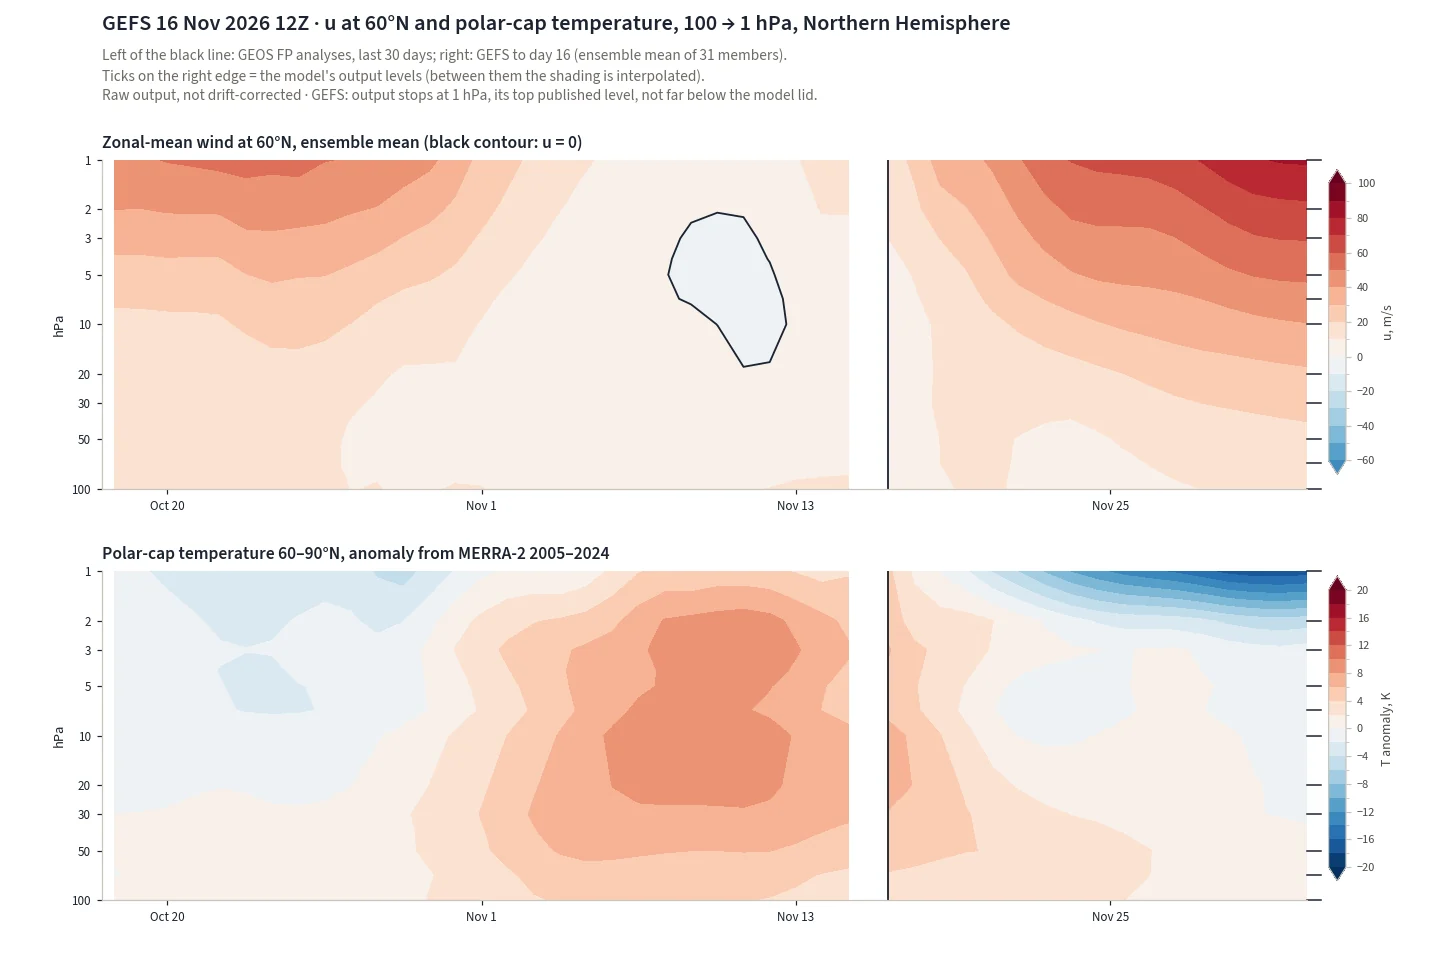 GEFS 16 Nov 2026 12Z · u at 60°N and polar-cap temperature, 100 → 1 hPa, Northern Hemisphere
Left of the black line: GEOS FP analyses, last 30 days; right: GEFS to day 16 (ensemble mean of 31 members).
Ticks on the right edge = the model's output levels (between them the shading is interpolated).
Raw output, not drift-corrected · GEFS: output stops at 1 hPa, its top published level, not far below the model lid.
Zonal-mean wind at 60°N, ensemble mean (black contour: u = 0)
1
2
3
5
10
20
30
50
100
hPa
Oct 20
Nov 1
Nov 13
Nov 25
100
80
60
40
20
0
−20
−40
−60
u, m/s
Polar-cap temperature 60–90°N, anomaly from MERRA-2 2005–2024
1
2
3
5
10
20
30
50
100
hPa
Oct 20
Nov 1
Nov 13
Nov 25
20
16
12
8
4
0
−4
−8
−12
−16
−20
T anomaly, K